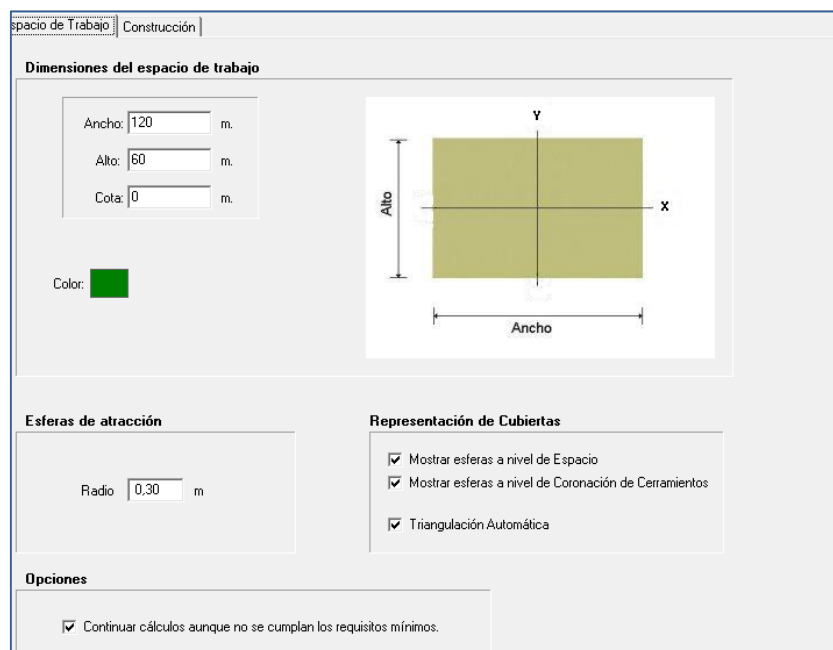 spacio de Trabajo Construcción
Dimensiones del espacio de trabajo
Ancho: 120 m.
Alto: 60 m.
Cota: 0 m.
Color:
Y
X
Alto
Ancho
Esferas de atracción
Radio 0,30 m
Representación de Cubiertas
Mostrar esferas a nivel de Espacio
Mostrar esferas a nivel de Coronación de Cerramientos
Triangulación Automática
Opciones
Continuar cálculos aunque no se cumplan los requisitos mínimos.